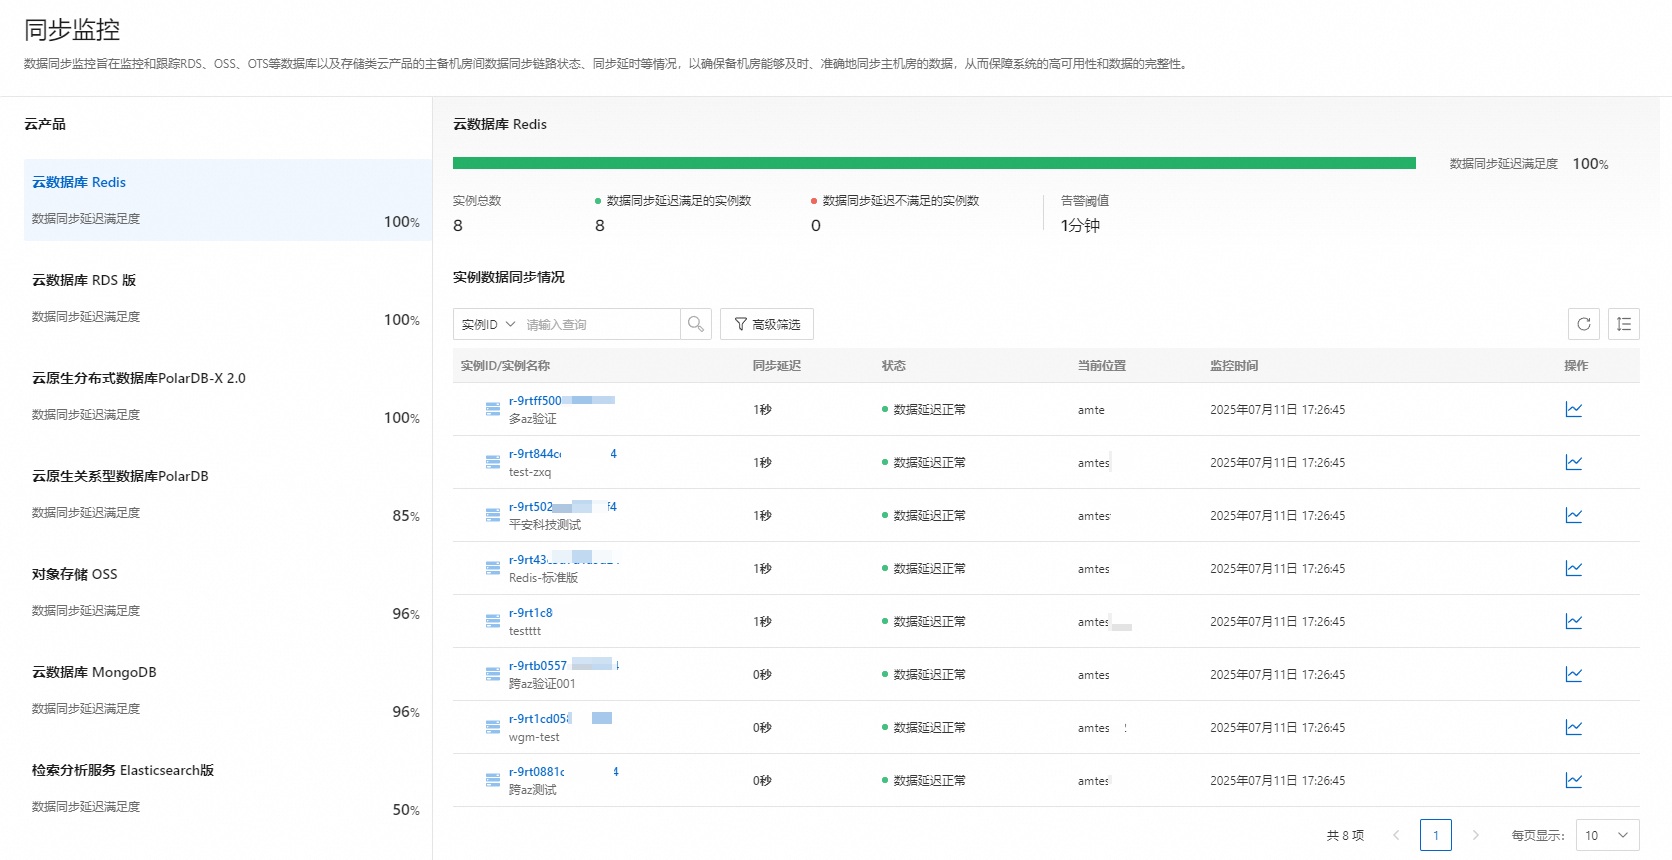 同步监控
数据同步监控旨在监控和跟踪RDS、OSS、OTS等数据库以及存储类云产品的主备机房间数据同步链路状态、同步延时等情况，以确保备机房能够及时、准确地同步主机房的数据，从而保障系统的高可用性和数据的完整性。
云产品
云数据库 Redis
数据同步延迟满足度 100%
云数据库 RDS 版
数据同步延迟满足度 100%
云原生分布式数据库PolarDB-X 2.0
数据同步延迟满足度 100%
云原生关系型数据库PolarDB
数据同步延迟满足度 85%
对象存储 OSS
数据同步延迟满足度 96%
云数据库 MongoDB
数据同步延迟满足度 96%
检索分析服务 Elasticsearch版
数据同步延迟满足度 50%
云数据库 Redis
数据同步延迟满足度 100%
实例总数 数据同步延迟满足的实例数 数据同步延迟不满足的实例数 告警阈值
8 8 0 1分钟
实例数据同步情况
实例ID 请输入查询 高级筛选
实例ID/实例名称 同步延迟 状态 当前位置 监控时间 操作
r-9rtff500
多az验证 1秒 数据延迟正常 amte 2025年07月11日 17:26:45
r-9rt844c 4
test-zxq 1秒 数据延迟正常 amtes 2025年07月11日 17:26:45
r-9rt502 f4
平安科技测试 1秒 数据延迟正常 amtes 2025年07月11日 17:26:45
r-9rt43
Redis-标准版 1秒 数据延迟正常 amtes 2025年07月11日 17:26:45
r-9rt1c8
testttt 1秒 数据延迟正常 amtes 2025年07月11日 17:26:45
r-9rtb0557 4
跨az验证001 0秒 数据延迟正常 amtes 2025年07月11日 17:26:45
r-9rt1cd05
wgm-test 0秒 数据延迟正常 amtes 2025年07月11日 17:26:45
r-9rt0881c 4
跨az测试 0秒 数据延迟正常 amtes 2025年07月11日 17:26:45
共 8 项 1 每页显示: 10